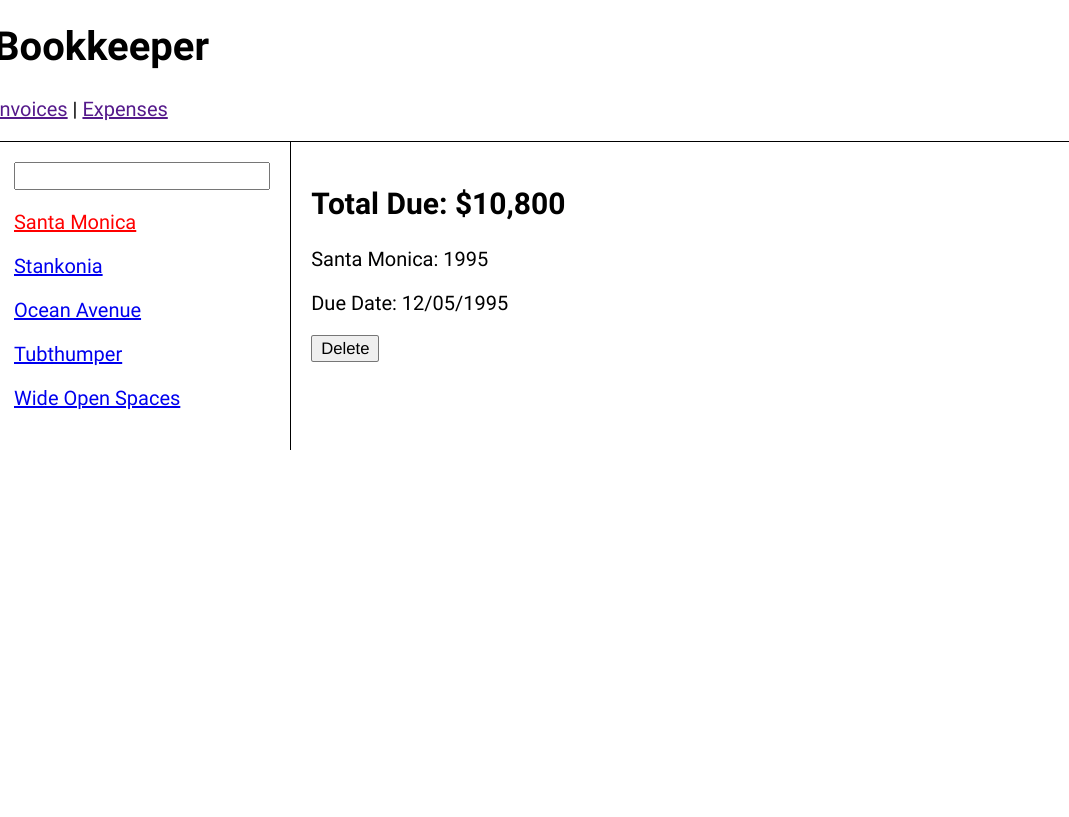 Bookkeeper
nvoices | Expenses
Santa Monica
Stankonia
Ocean Avenue
Tubthumper
Wide Open Spaces
Total Due: $10,800
Santa Monica: 1995
Due Date: 12/05/1995
Delete